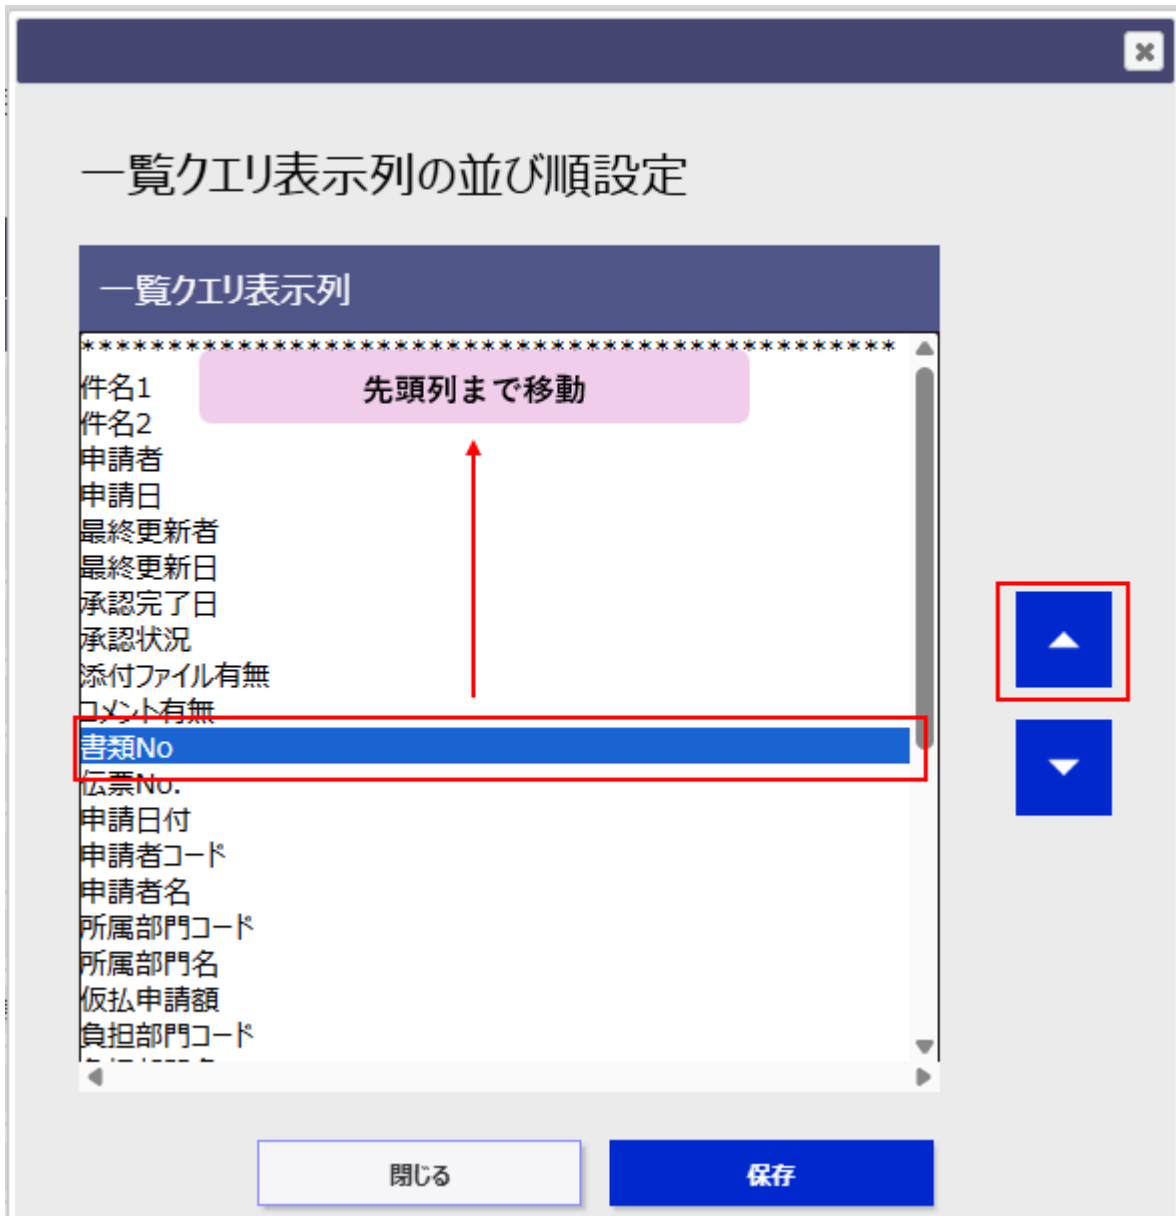 一覧クエリ表示列の並び順設定
一覧クエリ表示列
***********************************************
先頭列まで移動
件名1
件名2
申請者
申請日
最終更新者
最終更新日
承認完了日
承認状況
添付ファイル有無
コメント有無
書類No
伝票No.
申請日付
申請者コード
申請者名
所属部門コード
所属部門名
仮払申請額
負担部門コード
閉じる
保存